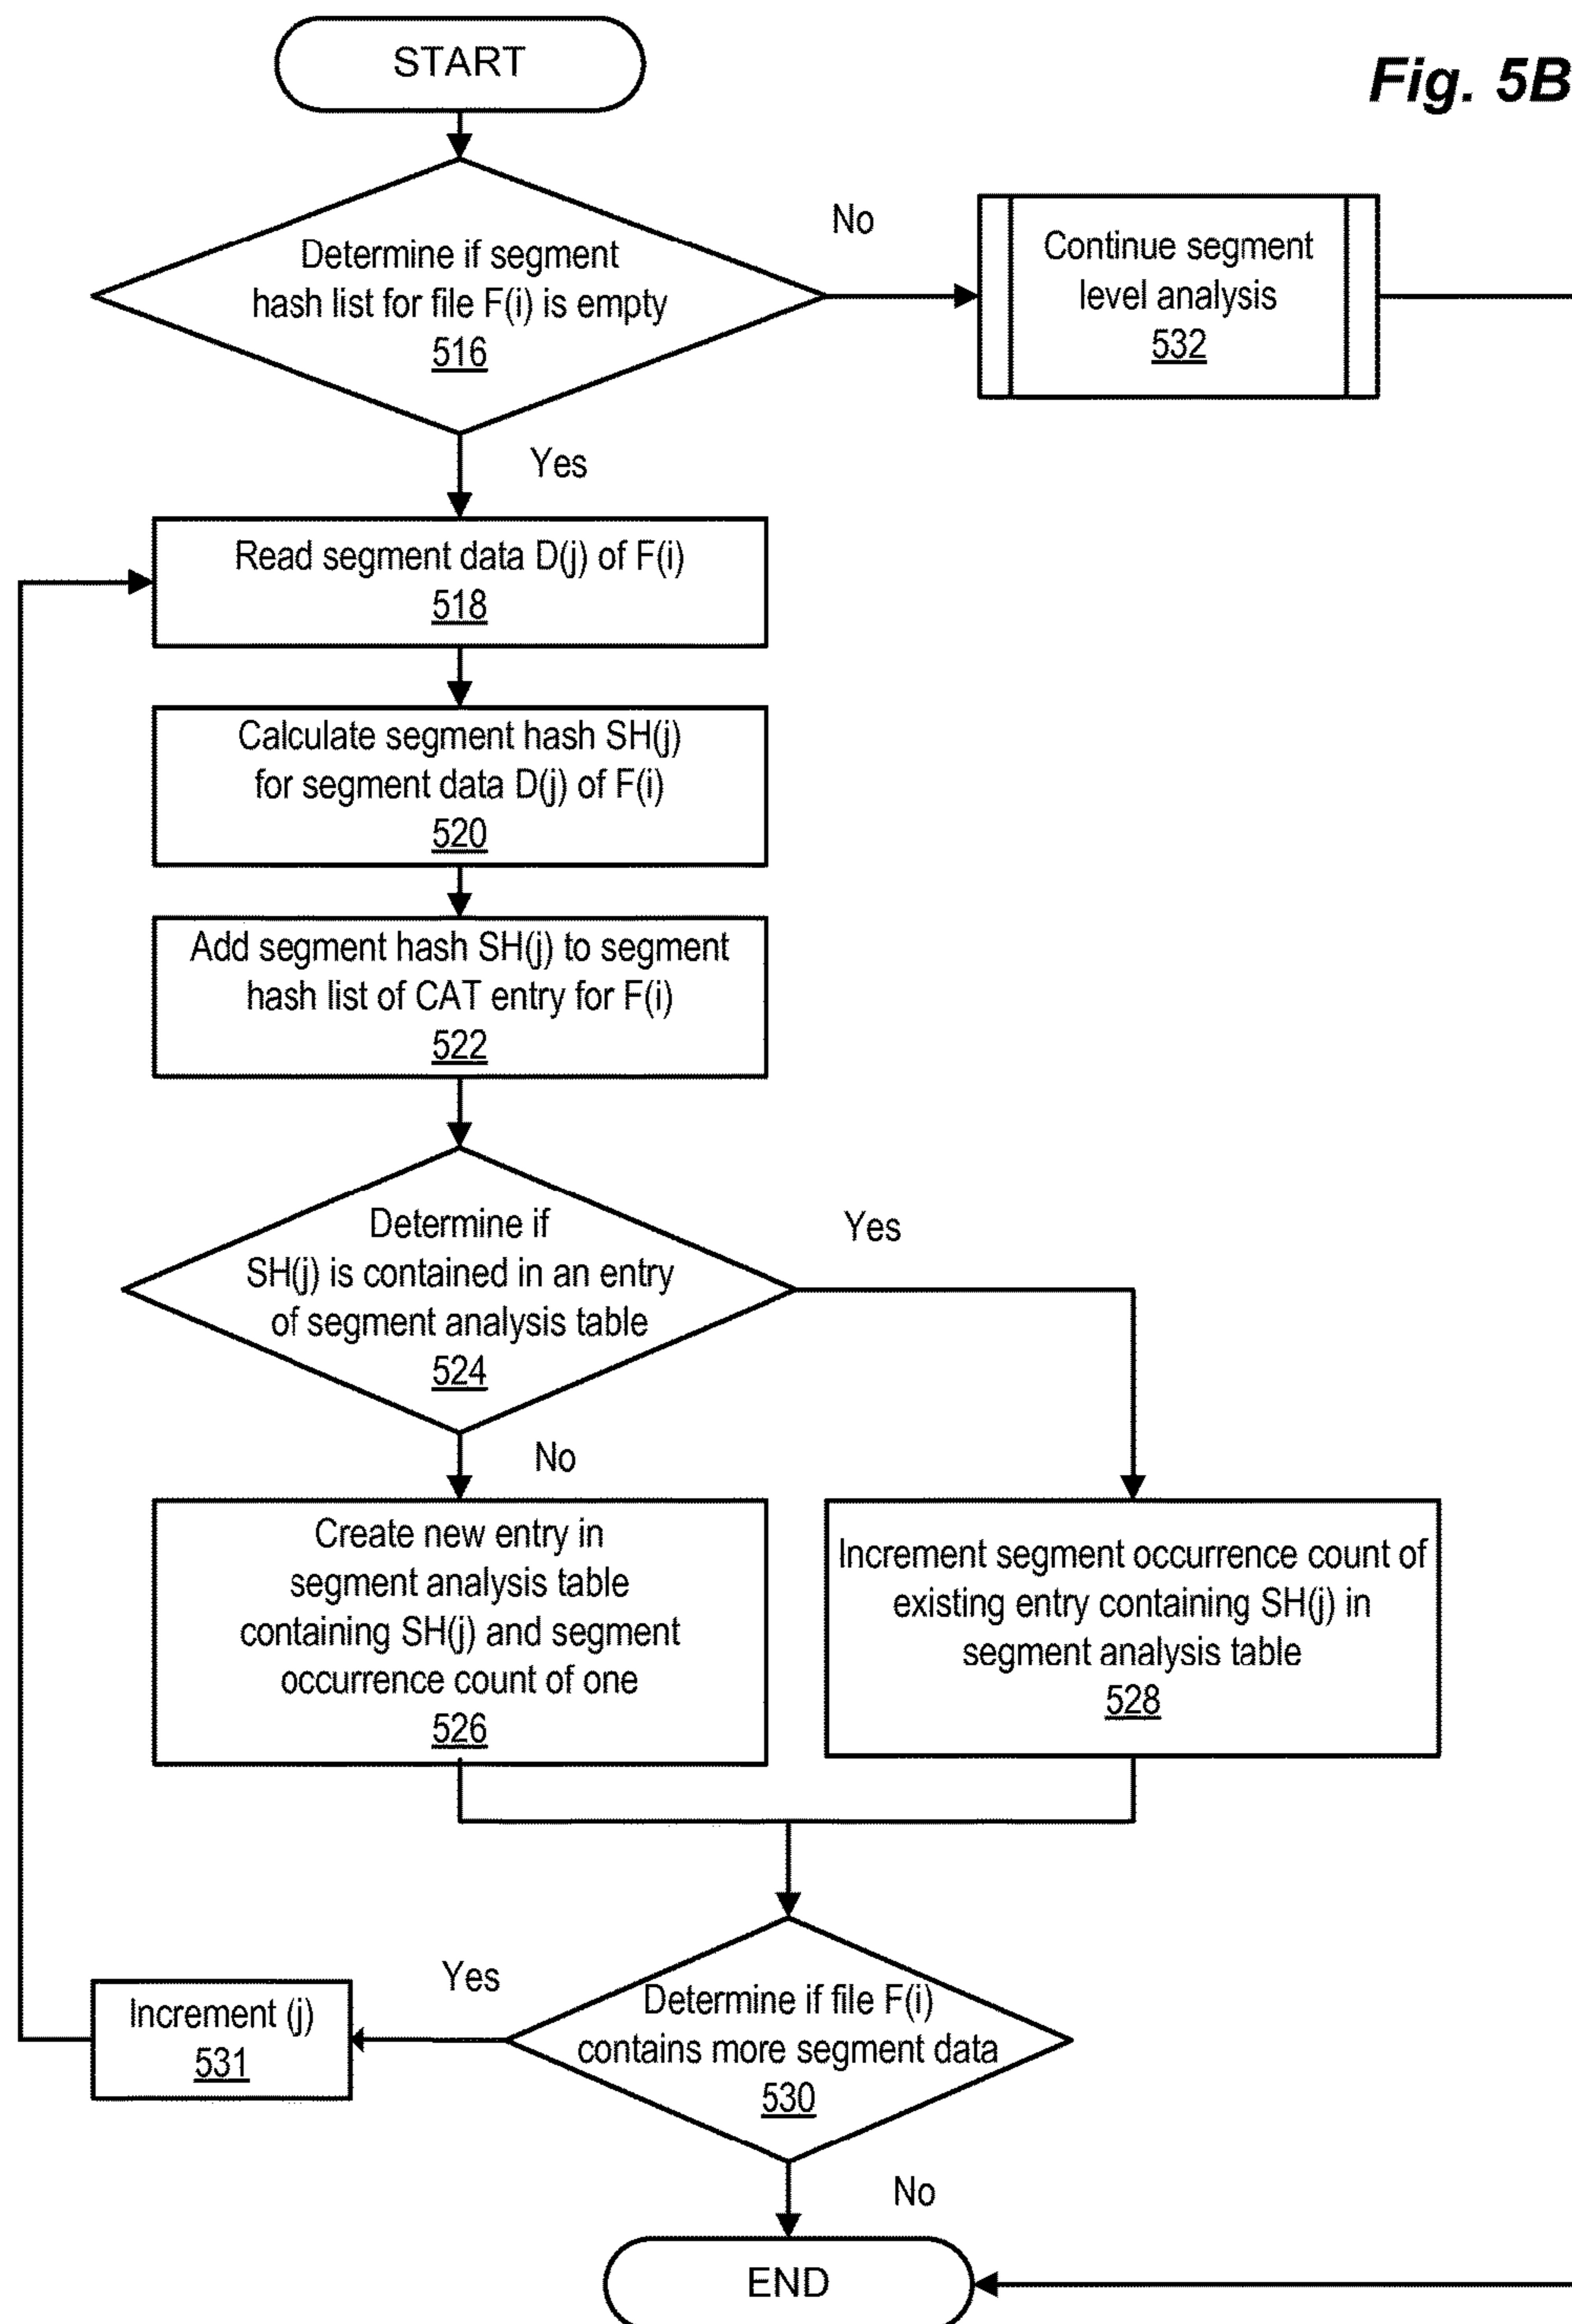 START
Fig. 5B
Determine if segment
hash list for file F(i) is empty
516
No
Continue segment
level analysis
532
Yes
Read segment data D(j) of F(i)
518
Calculate segment hash SH(j)
for segment data D(j) of F(i)
520
Add segment hash SH(j) to segment
hash list of CAT entry for F(i)
522
Determine if
SH(j) is contained in an entry
of segment analysis table
524
Yes
No
Create new entry in
segment analysis table
containing SH(j) and segment
occurrence count of one
526
Increment segment occurrence count of
existing entry containing SH(j) in
segment analysis table
528
Yes
Increment (j)
531
Determine if file F(i)
contains more segment data
530
No
END